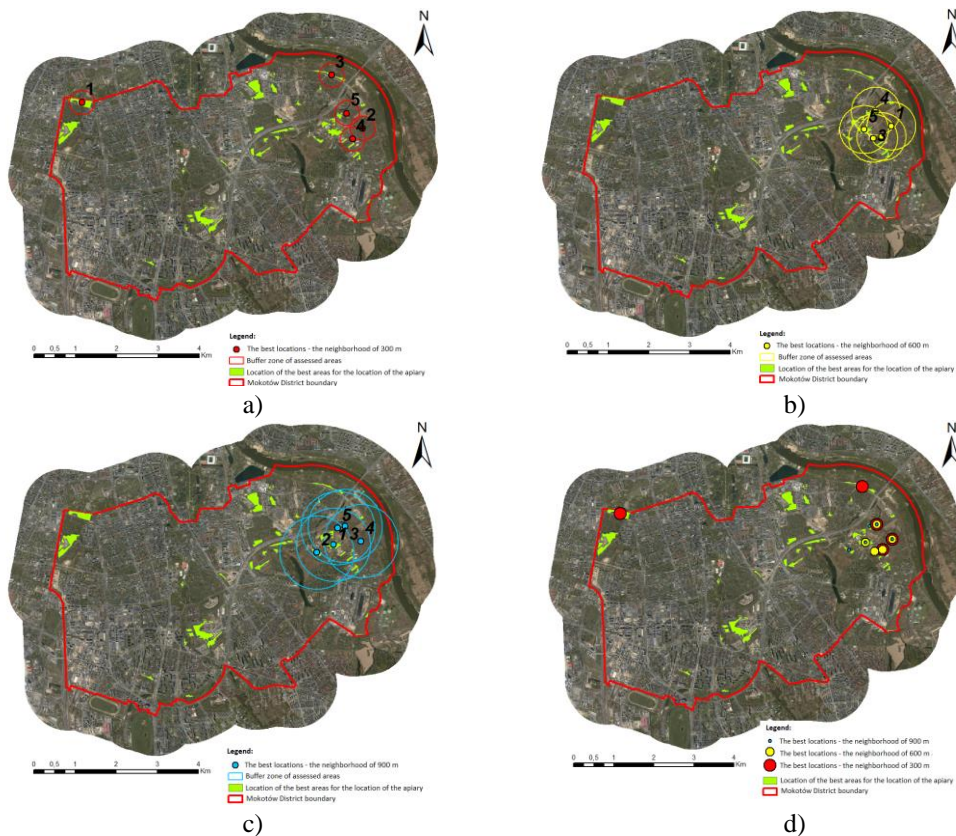 N
1
3
5
2
4
Legend:
The best locations - the neighborhood of 300 m
Buffer zone of assessed areas
Location of the best areas for the location of the apiary
Mokotów District boundary
0 0,5 1 2 3 4
Km
a)
N
4
1
5
3
Legend:
The best locations - the neighborhood of 600 m
Buffer zone of assessed areas
Location of the best areas for the location of the apiary
Mokotów District boundary
0 0,5 1 2 3 4
Km
b)
N
5
1
4
2
3
Legend:
The best locations - the neighborhood of 900 m
Buffer zone of assessed areas
Location of the best areas for the location of the apiary
Mokotów District boundary
0 0,5 1 2 3 4
Km
c)
N
Legend:
The best locations - the neighborhood of 900 m
The best locations - the neighborhood of 600 m
The best locations - the neighborhood of 300 m
Location of the best areas for the location of the apiary
Mokotów District boundary
0 0,5 1 2 3 4
Km
d)